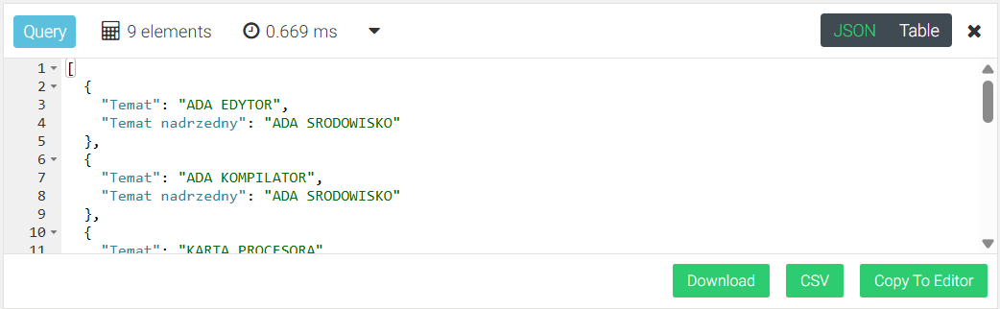 Query 9 elements 0.669 ms JSON Table
1 [
2 {
3 "Temat": "ADA EDYTOR",
4 "Temat nadrzedny": "ADA SRODOWISKO"
5 },
6 {
7 "Temat": "ADA KOMPILATOR",
8 "Temat nadrzedny": "ADA SRODOWISKO"
9 },
10 {
11 "Temat": "KARTA PROCESORA"
Download CSV Copy To Editor